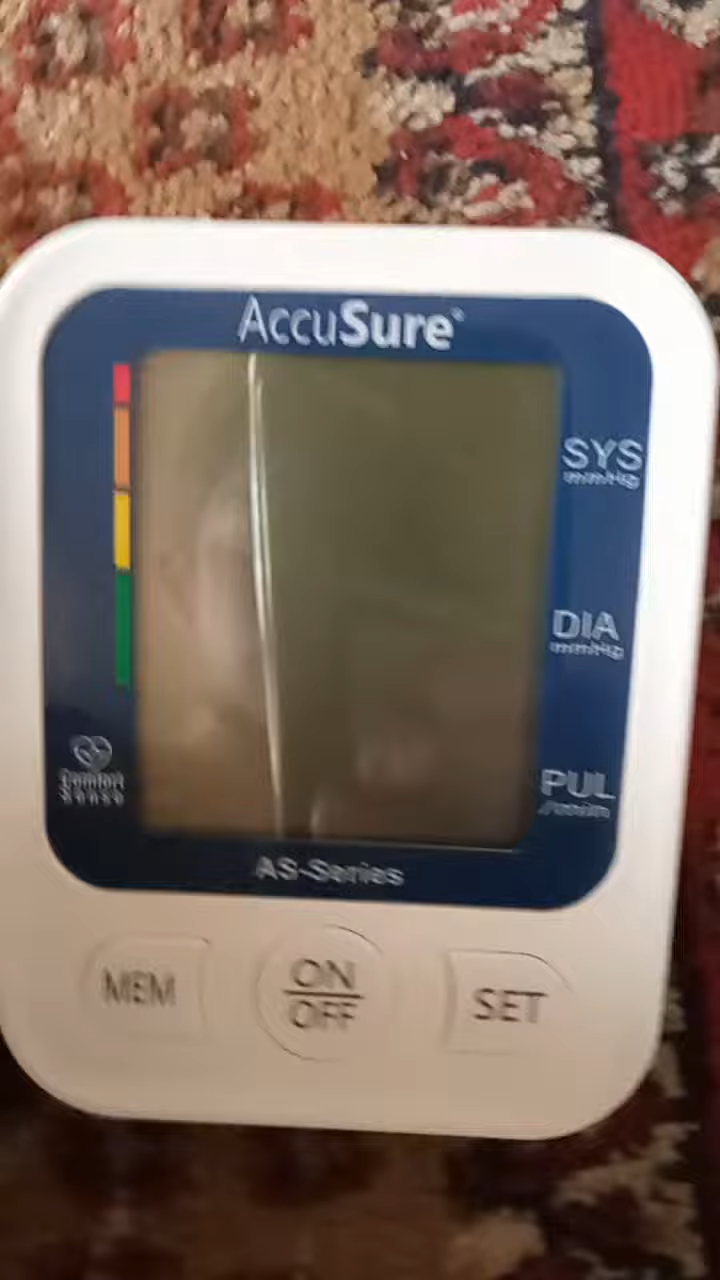 AccuSure
SYS
mmHg
DIA
mmHg
PUL
/min
Comfort
Sense
AS-Series
MEM
ON
OFF
SET